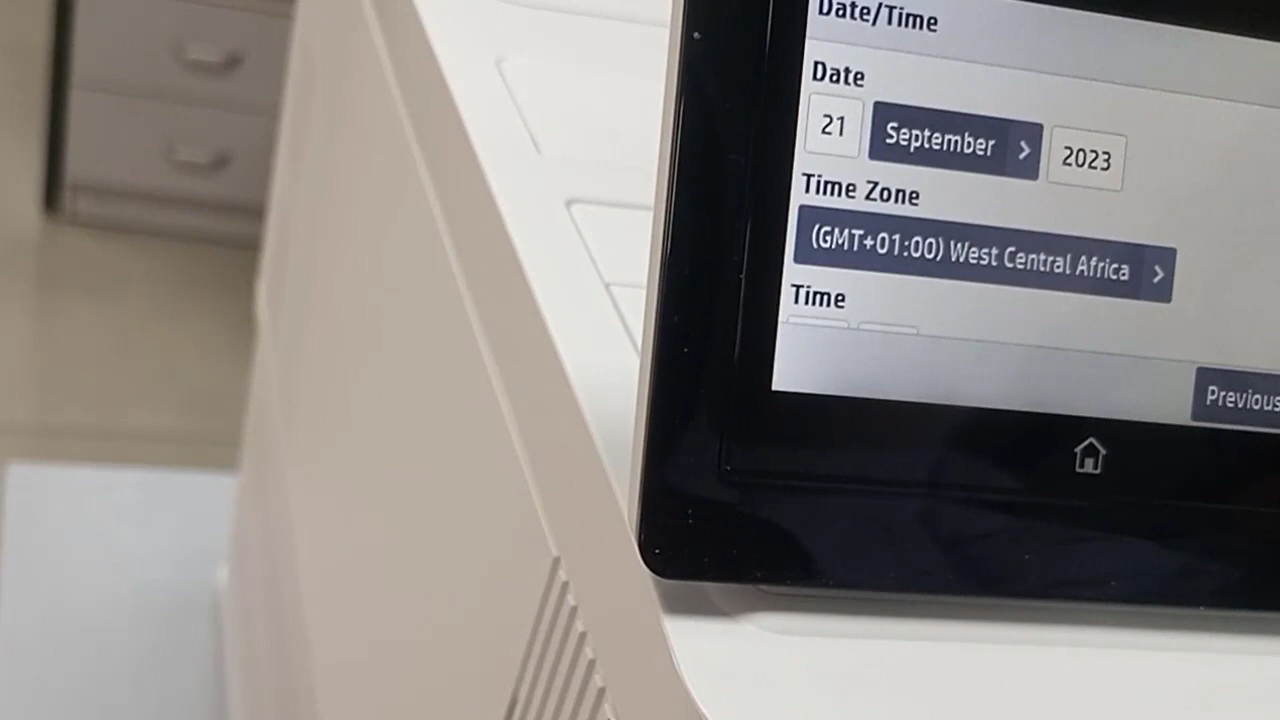 Date/Time
Date
21 September 2023
Time Zone
(GMT+01:00) West Central Africa
Time
Previous